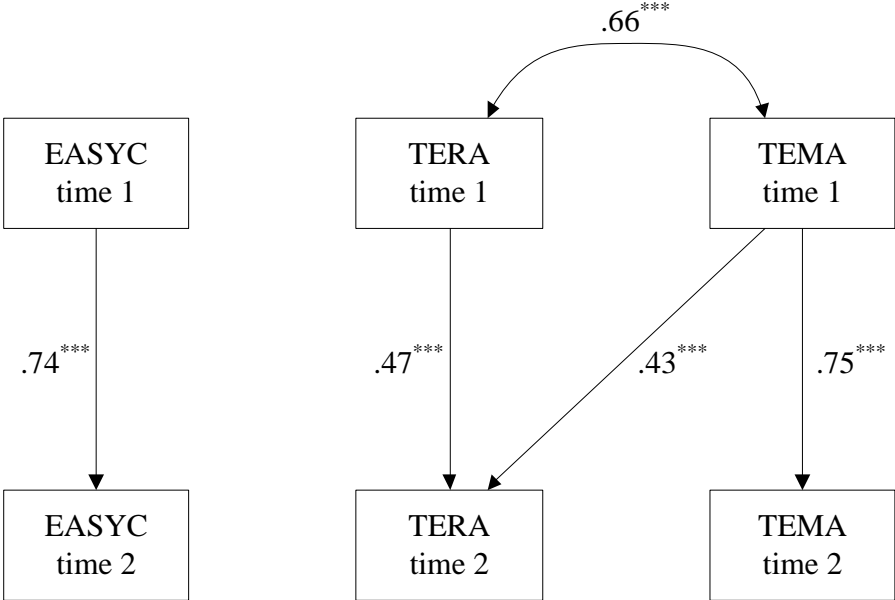 .66***
EASYC
time 1
TERA
time 1
TEMA
time 1
.74***
.47***
.43***
.75***
EASYC
time 2
TERA
time 2
TEMA
time 2